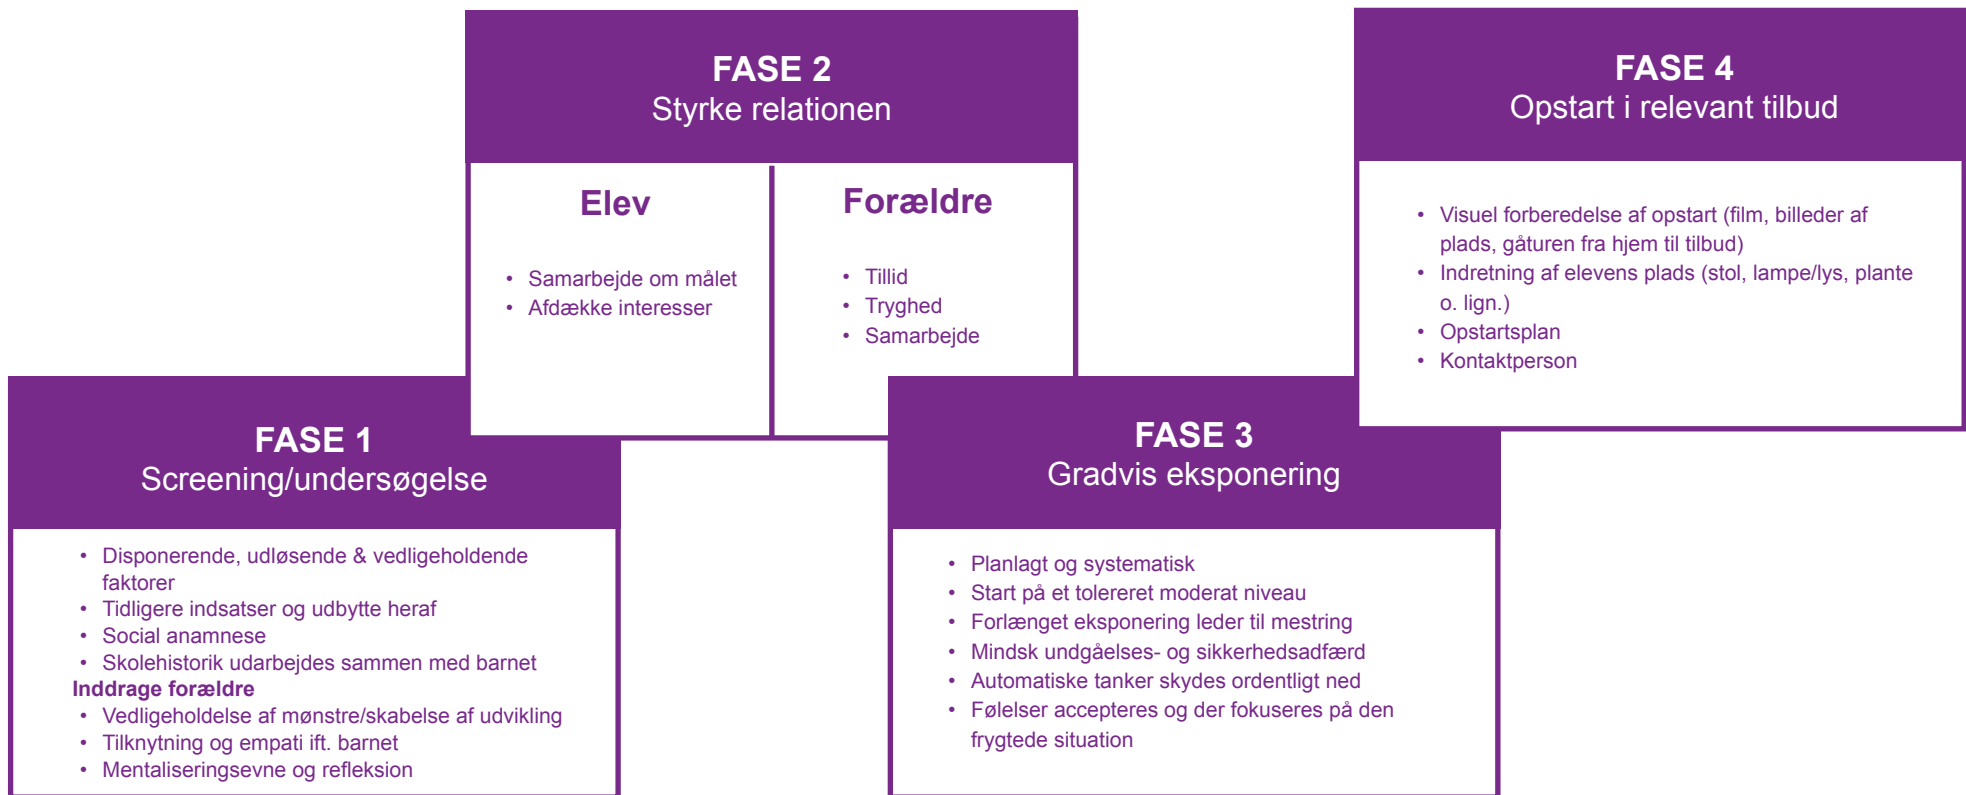 FASE 1
Screening/undersøgelse
• Disponerende, udløsende & vedligeholdende
faktorer
• Tidligere indsatser og udbytte heraf
• Social anamnese
• Skolehistorik udarbejdes sammen med barnet
Inddrage forældre
• Vedligeholdelse af mønstre/skabelse af udvikling
• Tilknytning og empati ift. barnet
• Mentaliseringsevne og refleksion
FASE 2
Styrke relationen
Elev
• Samarbejde om målet
• Afdække interesser
Forældre
• Tillid
• Tryghed
• Samarbejde
FASE 3
Gradvis eksponering
• Planlagt og systematisk
• Start på et tolereret moderat niveau
• Forlænget eksponering leder til mestring
• Mindsk undgåelses- og sikkerhedsadfærd
• Automatiske tanker skydes ordentligt ned
• Følelser accepteres og der fokuseres på den
frygtede situation
FASE 4
Opstart i relevant tilbud
• Visuel forberedelse af opstart (film, billeder af
plads, gåturen fra hjem til tilbud)
• Indretning af elevens plads (stol, lampe/lys, plante
o. lign.)
• Opstartsplan
• Kontaktperson